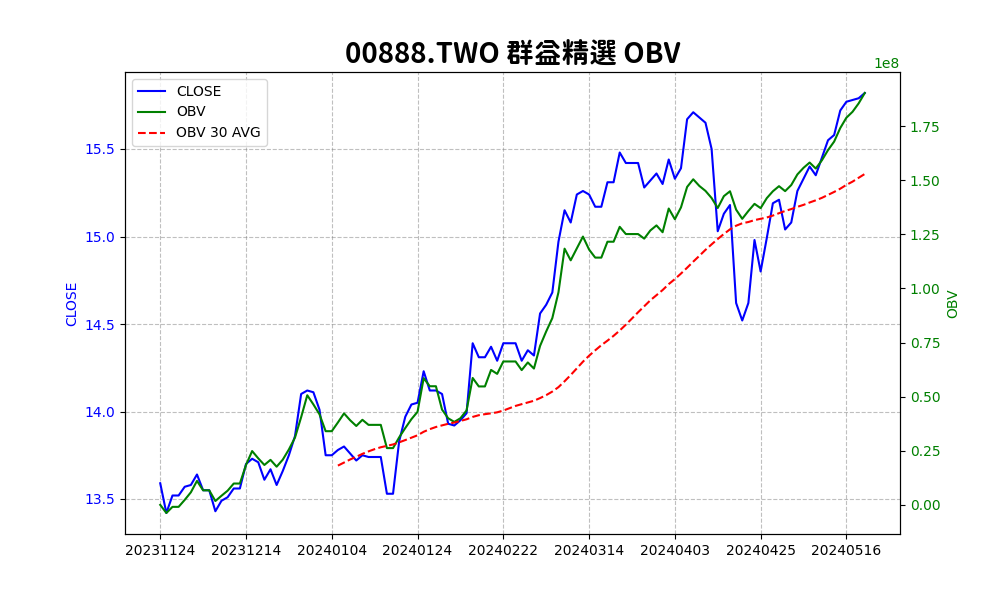 00888.TWO 群益精選 OBV
1e8
CLOSE
OBV
OBV 30 AVG
15.5
15.0
14.5
14.0
13.5
CLOSE
1.75
1.50
1.25
1.00
0.75
0.50
0.25
0.00
OBV
20231124 20231214 20240104 20240124 20240222 20240314 20240403 20240425 20240516